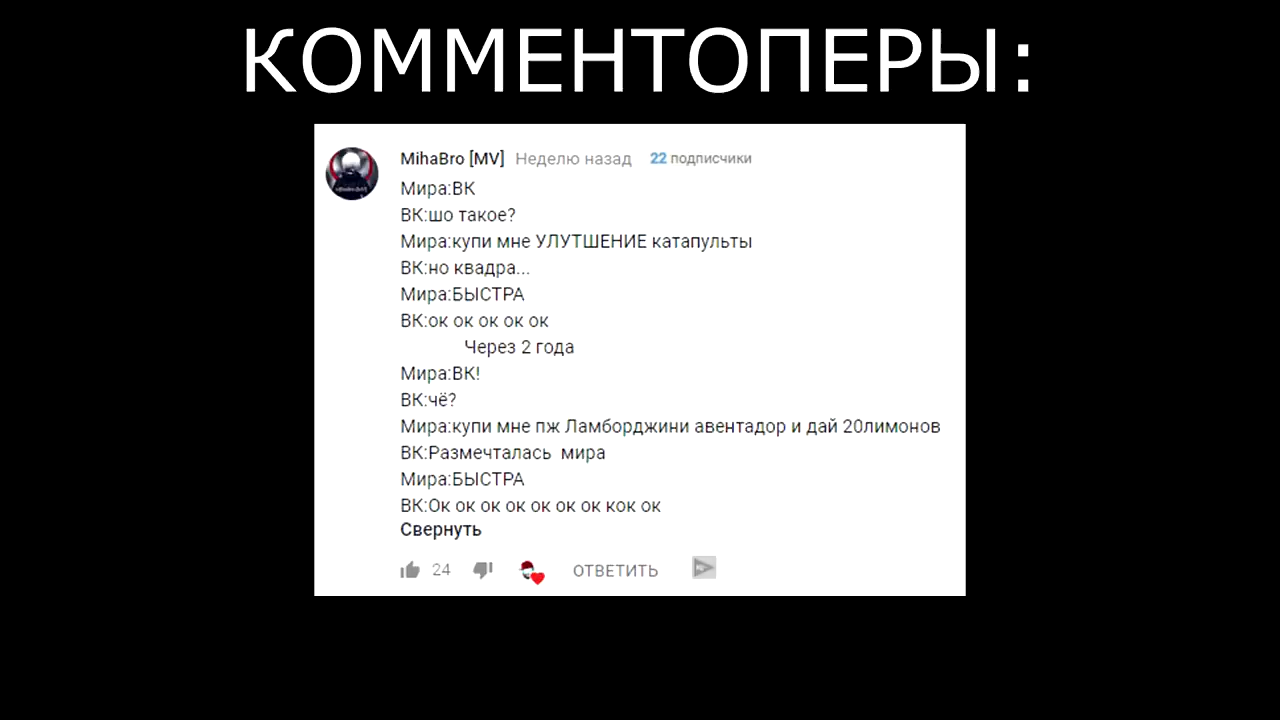 КОММЕНТОПЕРЫ:
MihaBro [MV] Неделю назад 22 подписчики
Мира:ВК
ВК:шо такое?
Мира:купи мне УЛУТШЕНИЕ катапульты
ВК:но квадра...
Мира:БЫСТРА
ВК:ок ок ок ок ок
Через 2 года
Мира:ВК!
ВК:чё?
Мира:купи мне пж Ламборджини авентадор и дай 20лимонов
ВК:Размечталась мира
Мира:БЫСТРА
ВК:Ок ок ок ок ок ок ок кок ок
Свернуть
24 ОТВЕТИТЬ